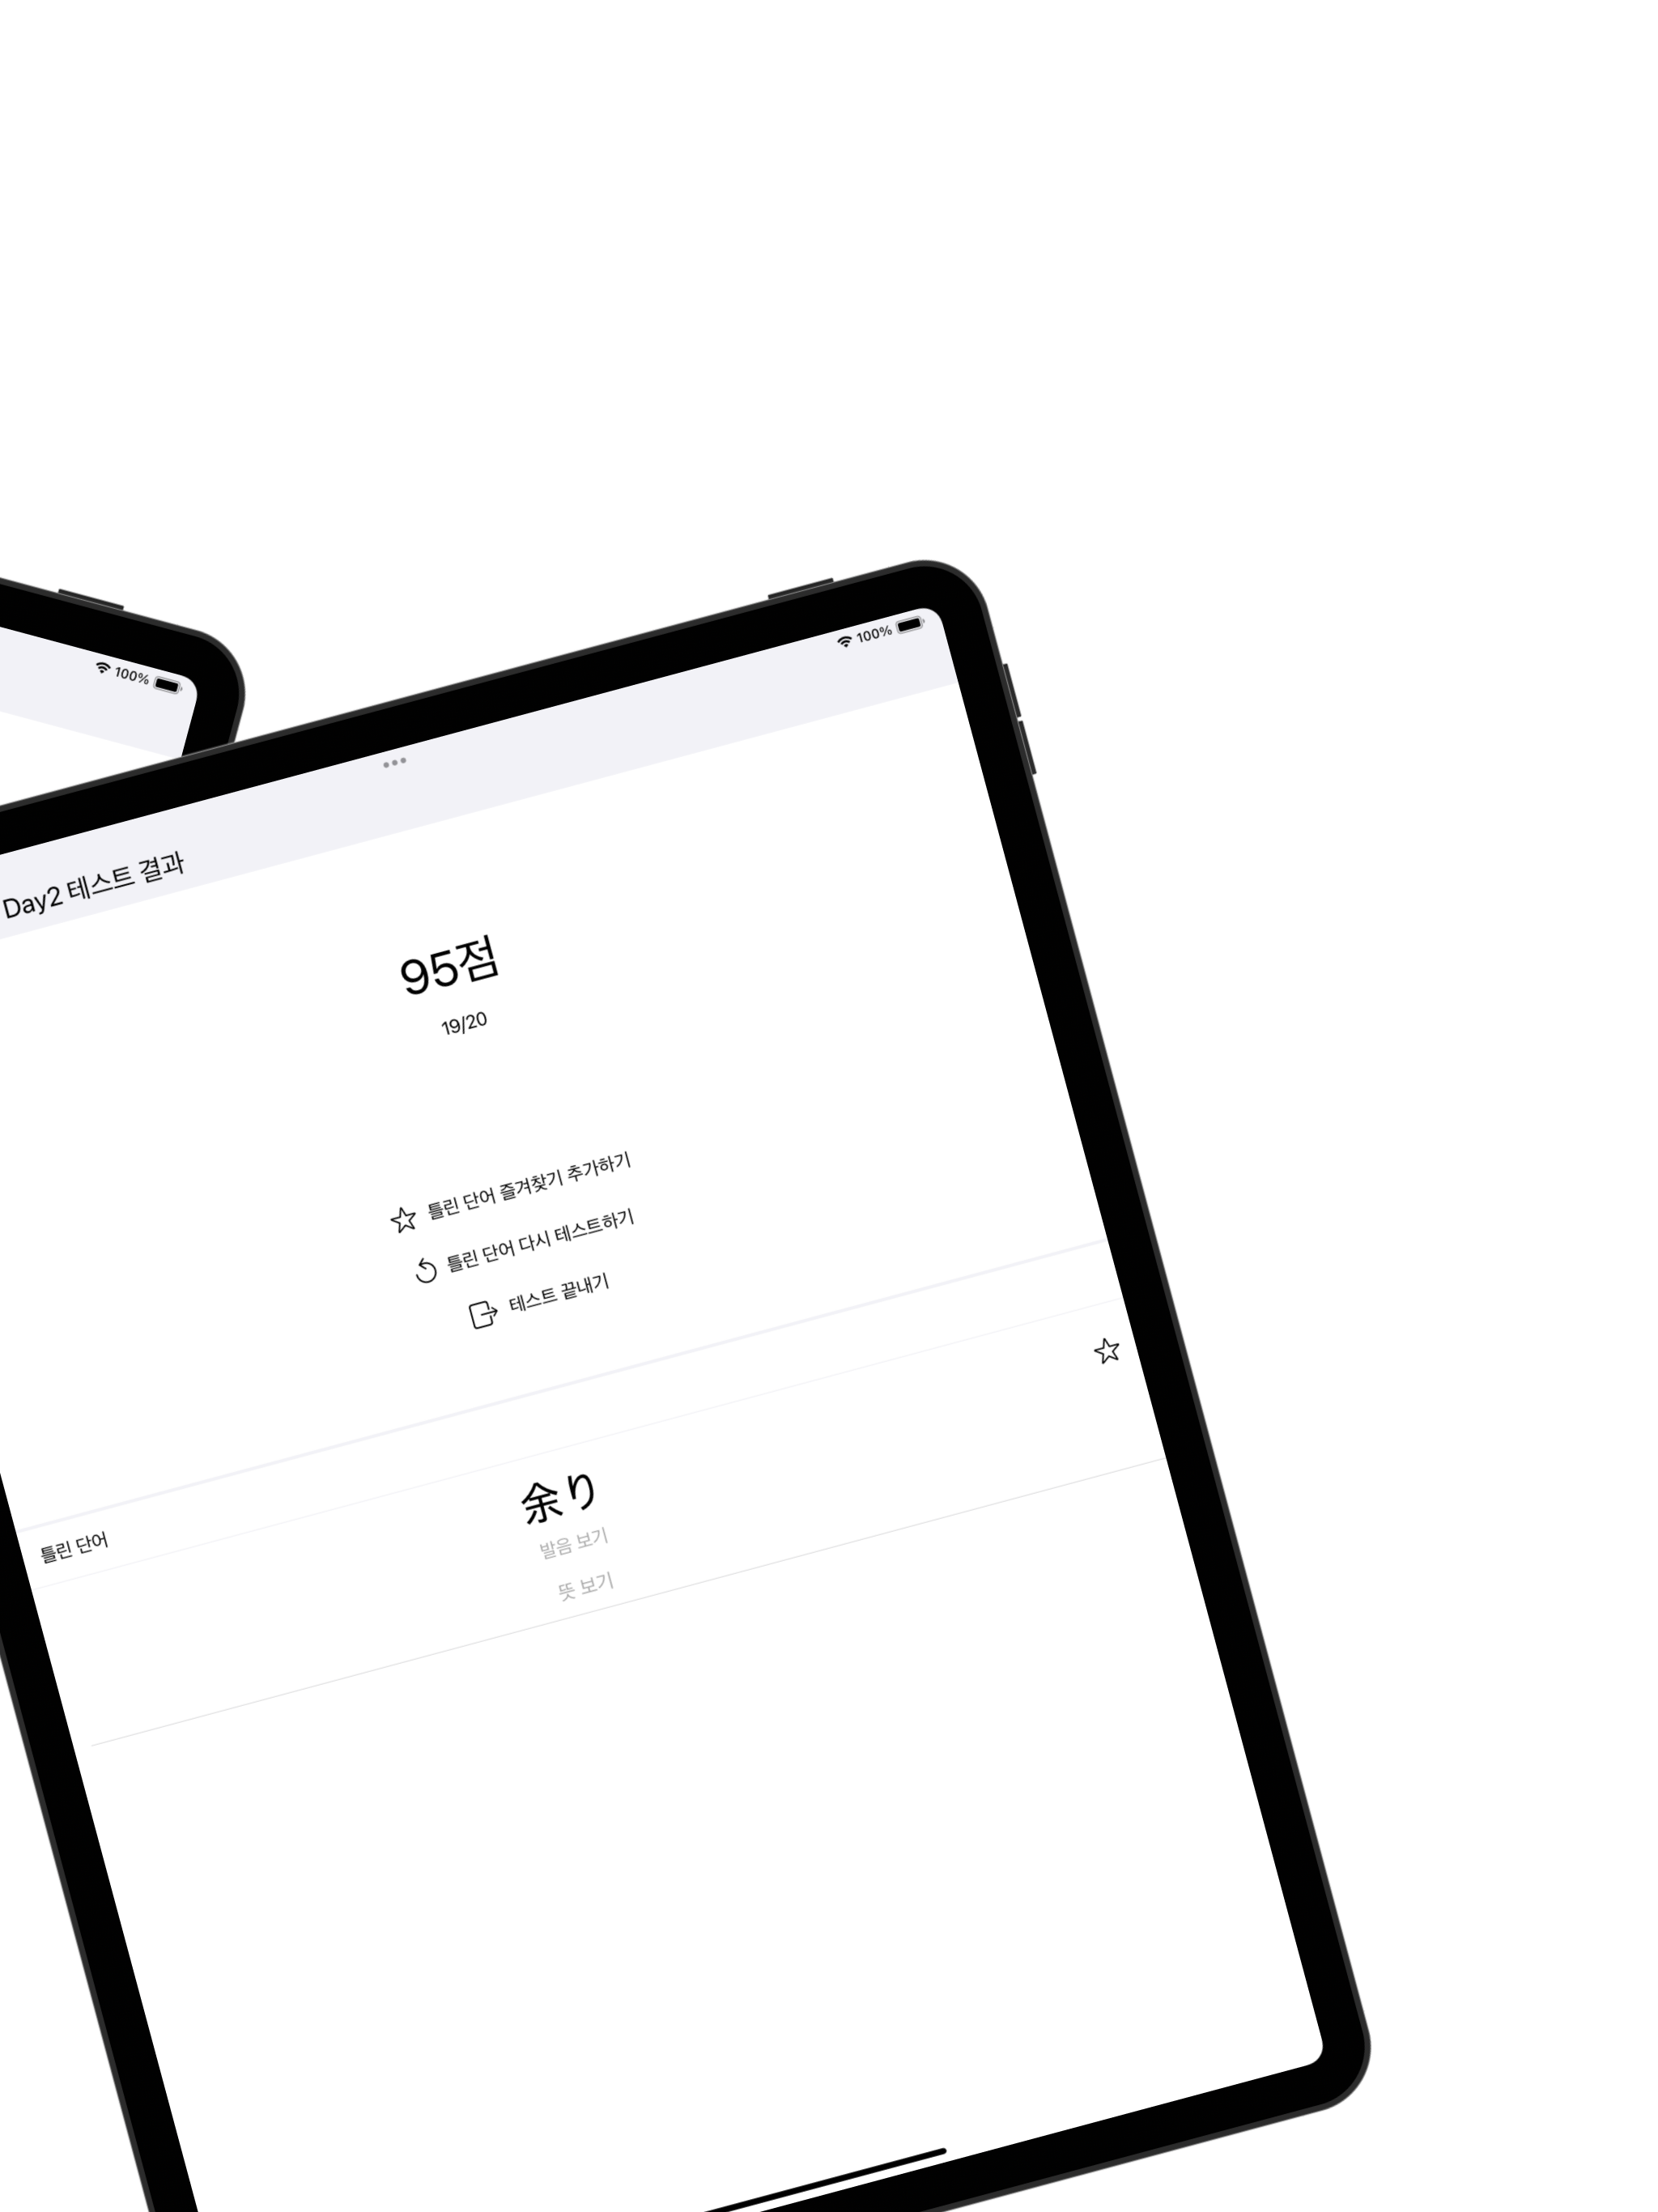 100%
100%
Day2 테스트 결과
95점
19/20
틀린 단어 즐겨찾기 추가하기
틀린 단어 다시 테스트하기
테스트 끝내기
틀린 단어
余り
발음 보기
뜻 보기